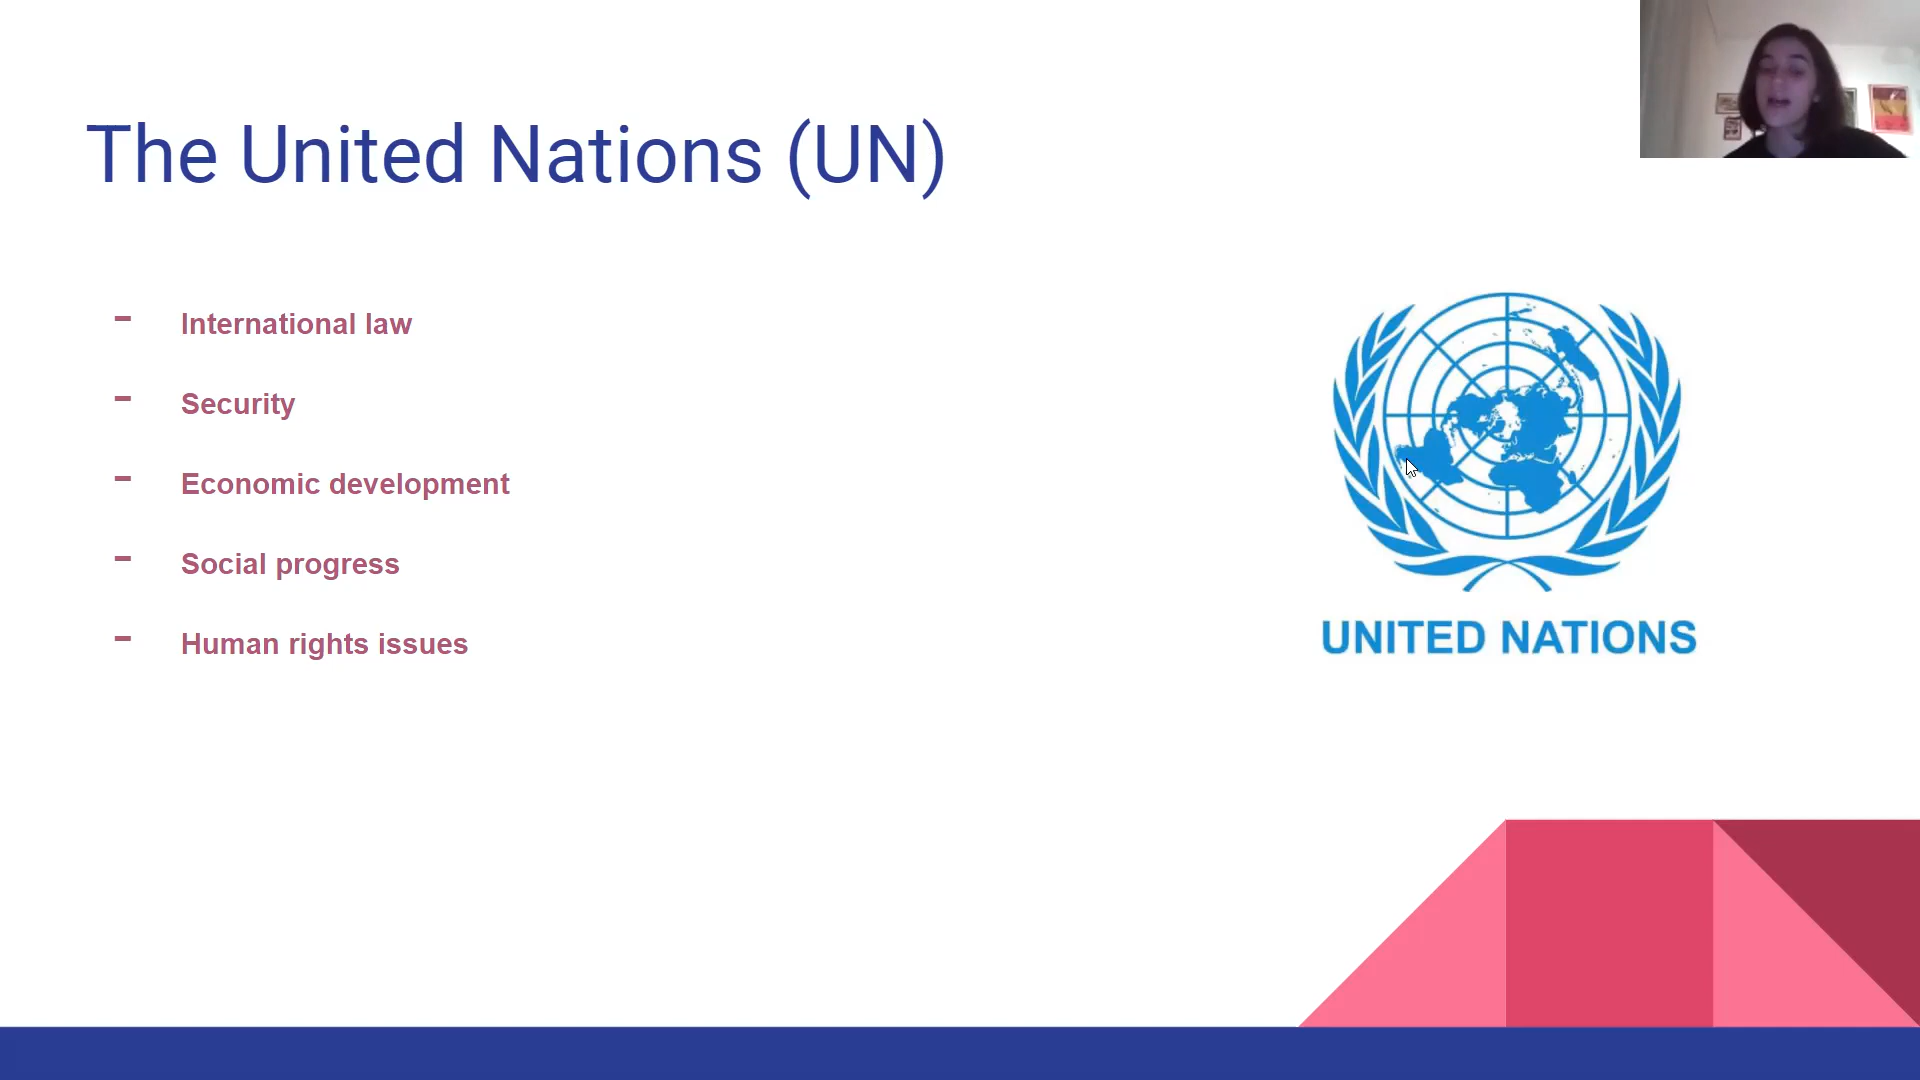 The United Nations (UN)
- International law
- Security
- Economic development
- Social progress
- Human rights issues
UNITED NATIONS